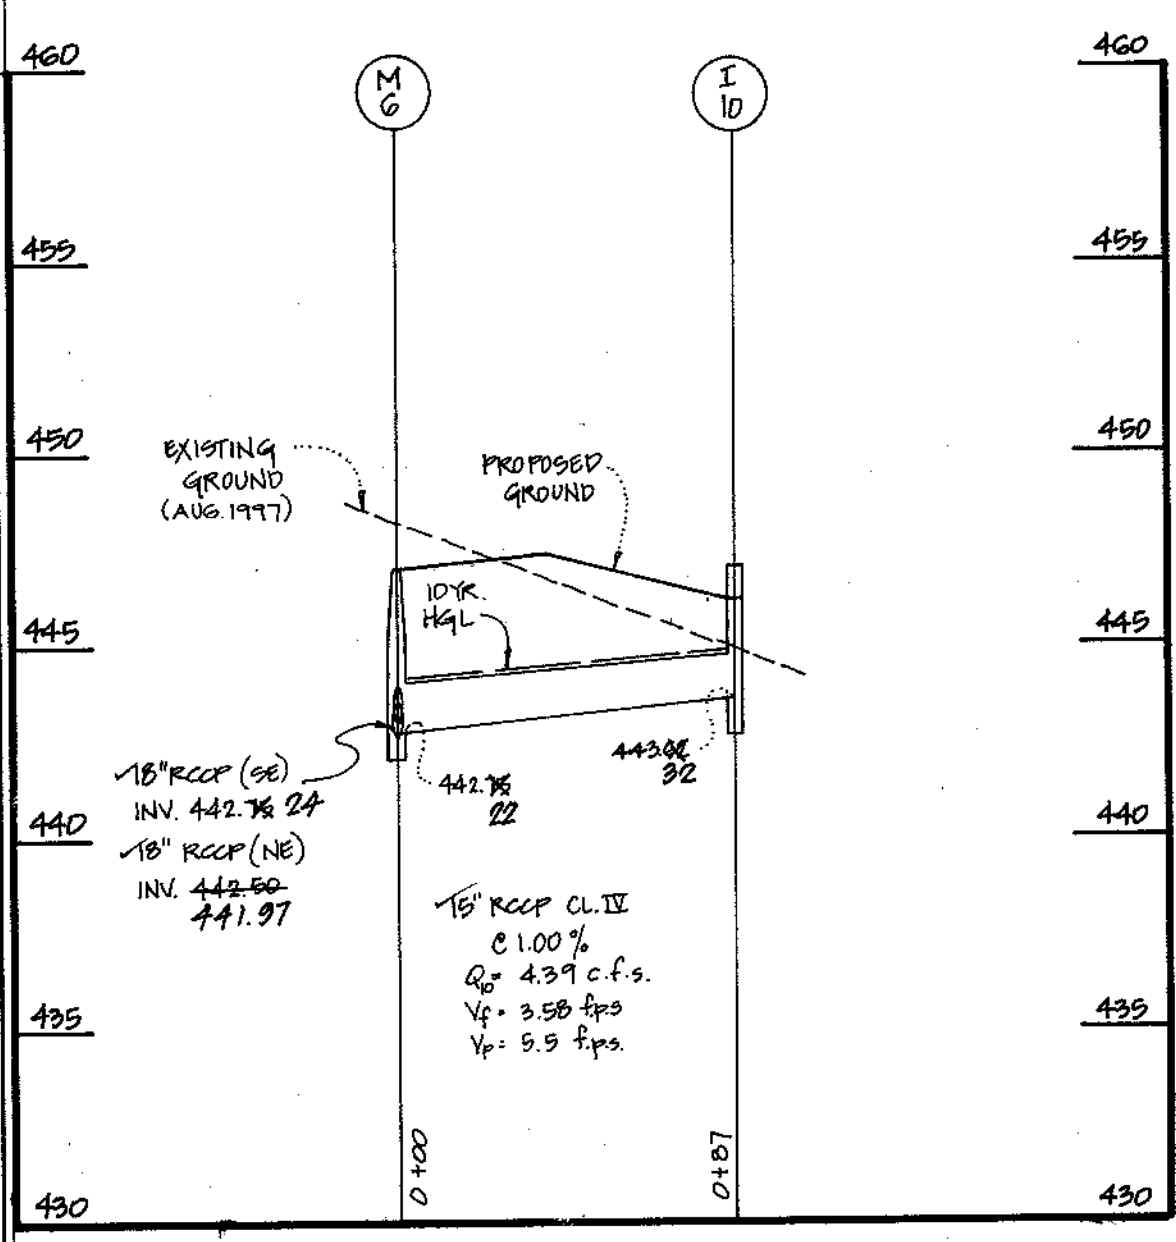 460
460
M
6
I
10
455
455
450
450
EXISTING
GROUND
(AUG. 1997)
PROPOSED
GROUND
10 YR.
HGL
445
445
18" RCCP (SE)
INV. 442. 24
18" RCCP (NE)
INV. 442.50
441.97
442.75
22
443.
32
440
440
15" RCCP CL. IV
@ 1.00 %
Q10= 4.39 c.f.s.
Vf= 3.58 fps
Vp= 5.5 f.p.s.
435
435
0+00
0+87
430
430